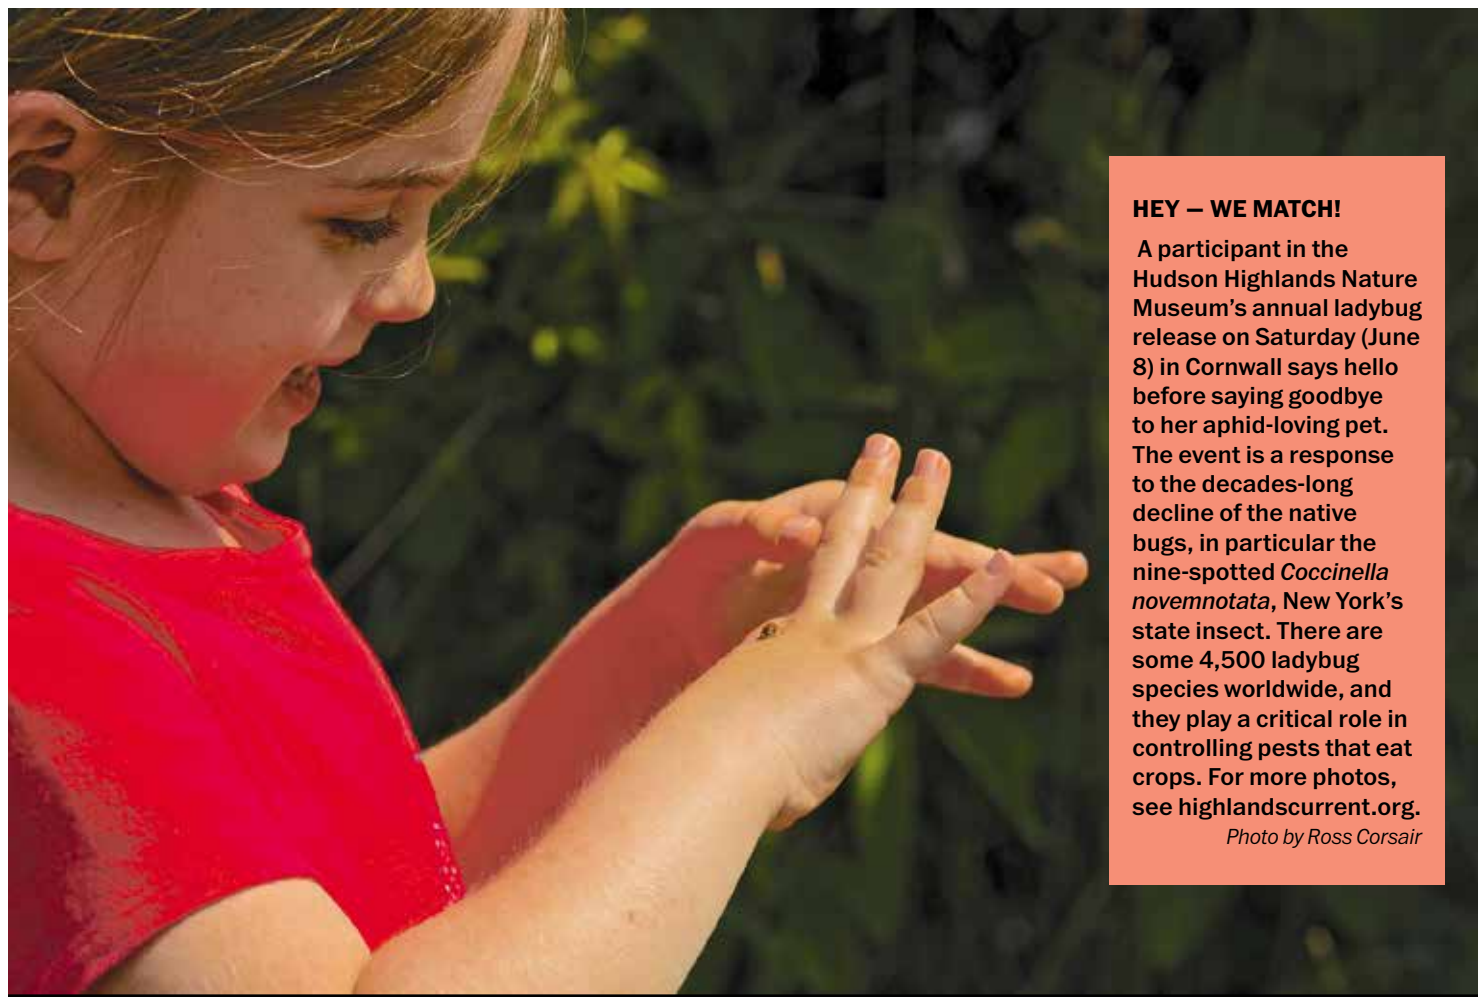 HEY – WE MATCH!
A participant in the
Hudson Highlands Nature
Museum’s annual ladybug
release on Saturday (June
8) in Cornwall says hello
before saying goodbye
to her aphid-loving pet.
The event is a response
to the decades-long
decline of the native
bugs, in particular the
nine-spotted Coccinella
novemnotata, New York’s
state insect. There are
some 4,500 ladybug
species worldwide, and
they play a critical role in
controlling pests that eat
crops. For more photos,
see highlandscurrent.org.
Photo by Ross Corsair